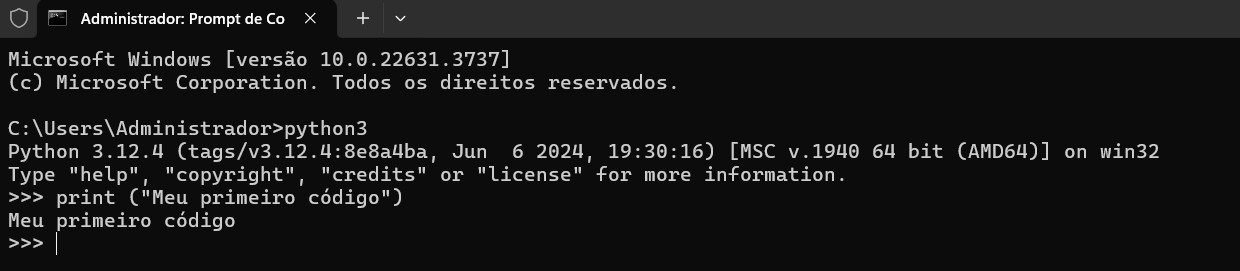 Administrador: Prompt de Co
Microsoft Windows [versão 10.0.22631.3737]
(c) Microsoft Corporation. Todos os direitos reservados.
C:\Users\Administrador>python3
Python 3.12.4 (tags/v3.12.4:8e8a4ba, Jun  6 2024, 19:30:16) [MSC v.1940 64 bit (AMD64)] on win32
Type "help", "copyright", "credits" or "license" for more information.
>>> print ("Meu primeiro código")
Meu primeiro código
>>>